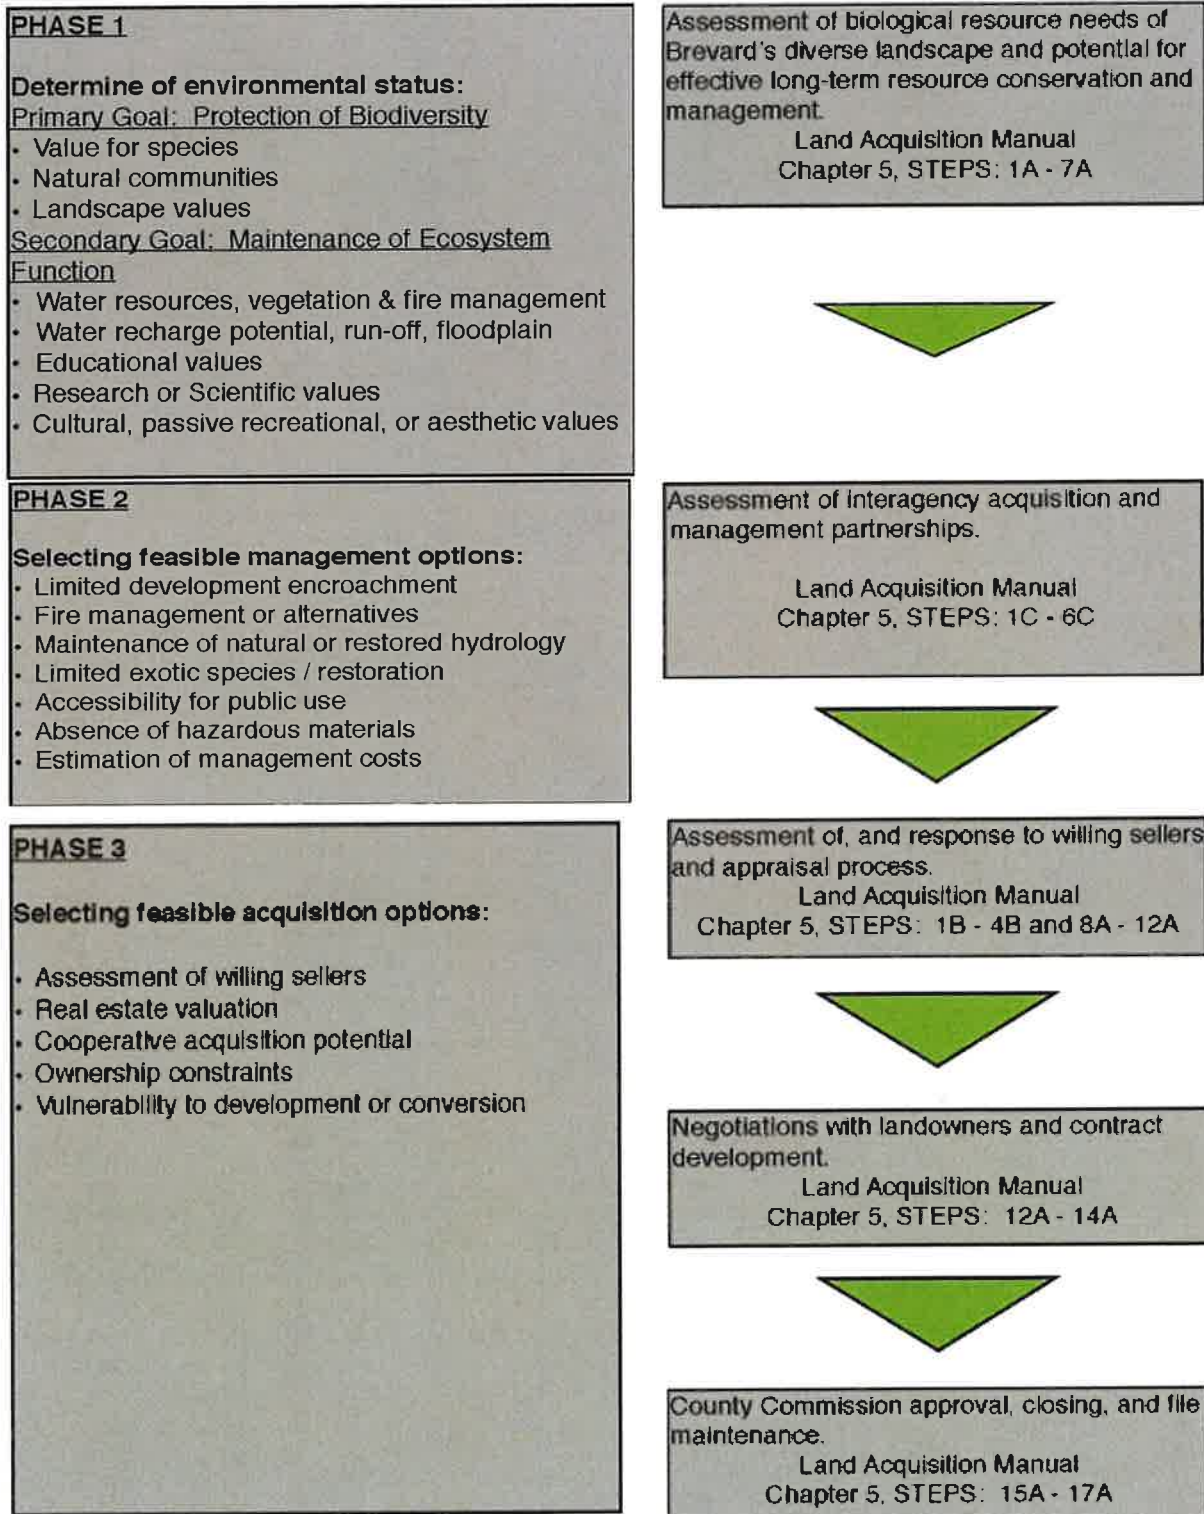 PHASE 1
Determine of environmental status:
Primary Goal: Protection of Biodiversity
• Value for species
• Natural communities
• Landscape values
Secondary Goal: Maintenance of Ecosystem
Function
• Water resources, vegetation & fire management
• Water recharge potential, run-off, floodplain
• Educational values
• Research or Scientific values
• Cultural, passive recreational, or aesthetic values
Assessment of biological resource needs of
Brevard's diverse landscape and potential for
effective long-term resource conservation and
management.
Land Acquisition Manual
Chapter 5, STEPS: 1A - 7A
PHASE 2
Selecting feasible management options:
• Limited development encroachment
• Fire management or alternatives
• Maintenance of natural or restored hydrology
• Limited exotic species / restoration
• Accessibility for public use
• Absence of hazardous materials
• Estimation of management costs
Assessment of interagency acquisition and
management partnerships.
Land Acquisition Manual
Chapter 5, STEPS: 1C - 6C
PHASE 3
Selecting feasible acquisition options:
• Assessment of willing sellers
• Real estate valuation
• Cooperative acquisition potential
• Ownership constraints
• Vulnerability to development or conversion
Assessment of, and response to willing sellers
and appraisal process.
Land Acquisition Manual
Chapter 5, STEPS: 1B - 4B and 8A - 12A
Negotiations with landowners and contract
development.
Land Acquisition Manual
Chapter 5, STEPS: 12A - 14A
County Commission approval, closing, and file
maintenance.
Land Acquisition Manual
Chapter 5, STEPS: 15A - 17A